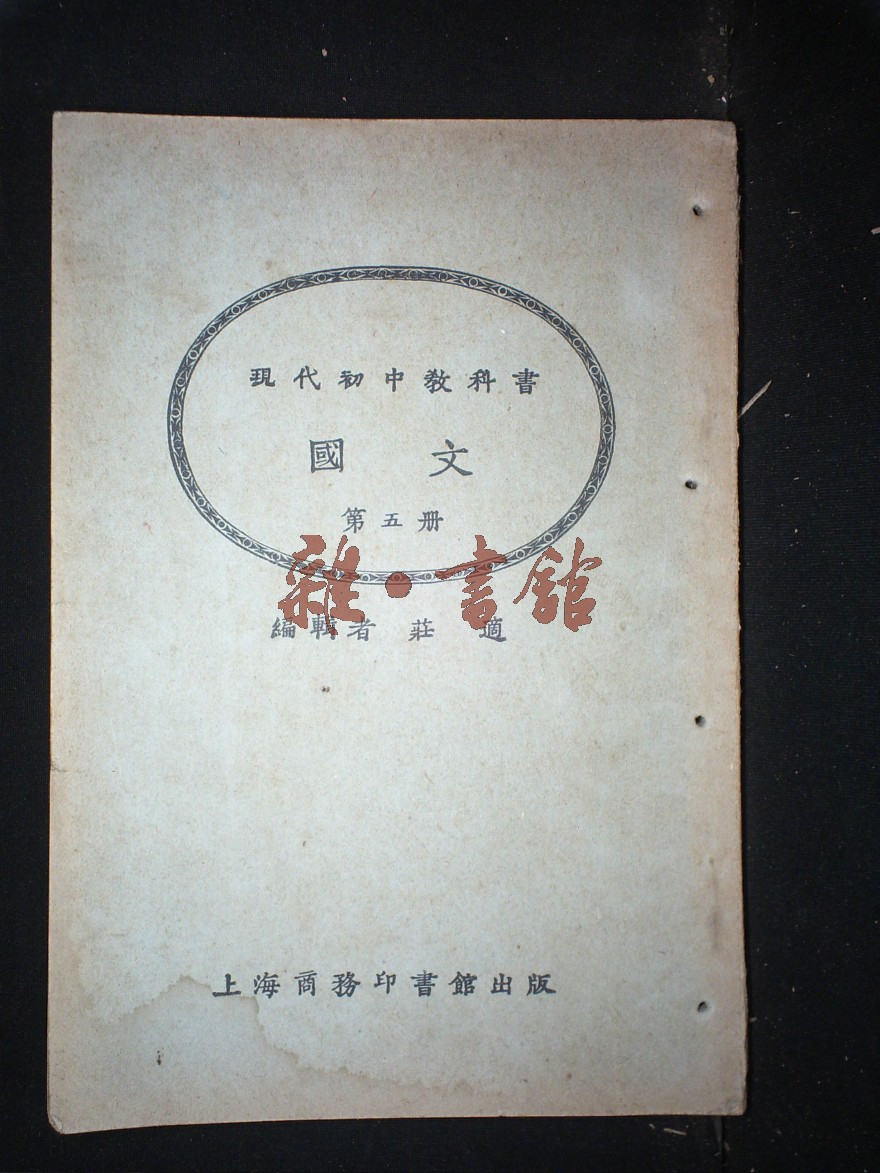 現代初中教科書
國文
第五册
雜·書館
編輯者 莊適
上海商務印書館出版